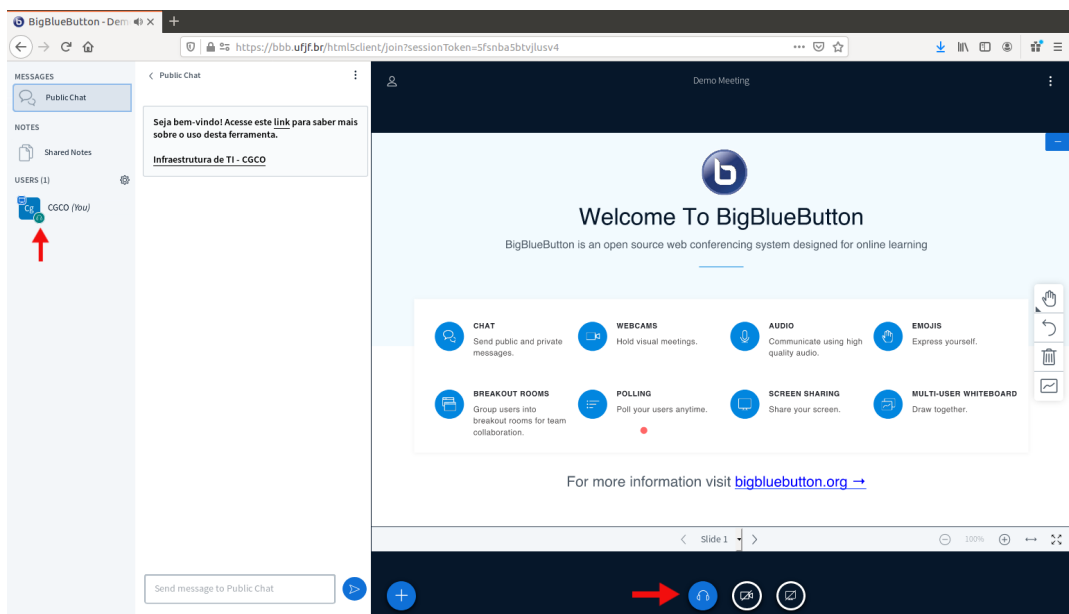 BigBlueButton - Dem
https://bbb.ufjf.br/html5client/join?sessionToken=5fsnba5btvjlusv4
MESSAGES
Public Chat
NOTES
Shared Notes
USERS (1)
Cg
CGCO (You)
Public Chat
Seja bem-vindo! Acesse este link para saber mais
sobre o uso desta ferramenta.
Infraestrutura de TI - CGCO
Send message to Public Chat
Demo Meeting
Welcome To BigBlueButton
BigBlueButton is an open source web conferencing system designed for online learning
CHAT
Send public and private
messages.
WEBCAMS
Hold visual meetings.
AUDIO
Communicate using high
quality audio.
EMOJIS
Express yourself.
BREAKOUT ROOMS
Group users into
breakout rooms for team
collaboration.
POLLING
Poll your users anytime.
SCREEN SHARING
Share your screen.
MULTI-USER WHITEBOARD
Draw together.
For more information visit bigbluebutton.org →
Slide 1
100%